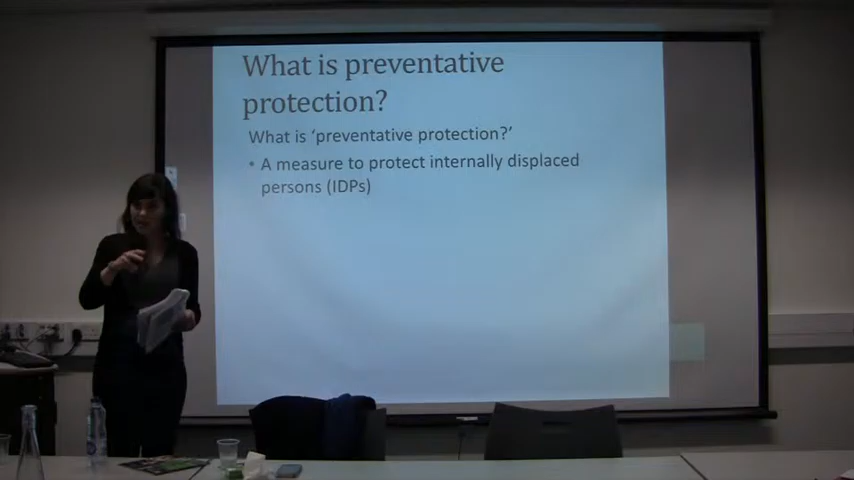 What is preventative
protection?
What is 'preventative protection?'
• A measure to protect internally displaced
persons (IDPs)